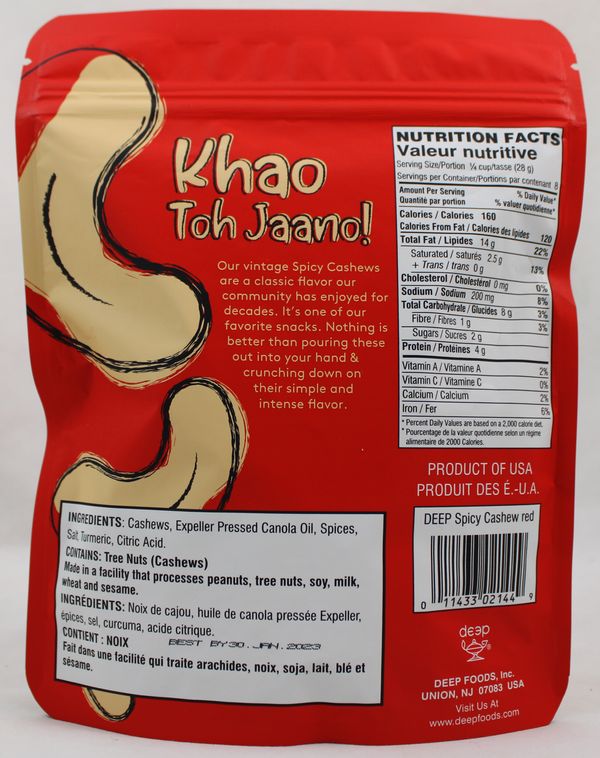 Khao
Toh Jaano!
Our vintage Spicy Cashews
are a classic flavor our
community has enjoyed for
decades. It's one of our
favorite snacks. Nothing is
better than pouring these
out into your hand &
crunching down on
their simple and
intense flavor.
NUTRITION FACTS
Valeur nutritive
Serving Size/Portion ¼ cup/tasse (28 g)
Servings per Container/Portions par contenant 8
Amount Per Serving % Daily Value*
Quantité par portion % valuer quotidienne*
Calories / Calories 160
Calories From Fat / Calories des lipides 120
Total Fat / Lipides 14 g 22%
Saturated / saturés 2.5 g
+ Trans / trans 0 g 13%
Cholesterol / Cholestérol 0 mg 0%
Sodium / Sodium 200 mg 8%
Total Carbohydrate / Glucides 8 g 3%
Fibre / Fibres 1 g 3%
Sugars / Sucres 2 g
Protein / Protéines 4 g
Vitamin A / Vitamine A 2%
Vitamin C / Vitamine C 0%
Calcium / Calcium 2%
Iron / Fer 6%
* Percent Daily Values are based on a 2,000 calorie diet.
* Pourcentage de la valeur quotidienne selon un régime
alimentaire de 2000 Calories.
PRODUCT OF USA
PRODUIT DES É.-U.A.
DEEP Spicy Cashew red
0 11433 02144 9
deep
DEEP FOODS, Inc.
UNION, NJ 07083 USA
Visit Us At
www.deepfoods.com
INGREDIENTS: Cashews, Expeller Pressed Canola Oil, Spices,
Salt, Turmeric, Citric Acid.
CONTAINS: Tree Nuts (Cashews)
Made in a facility that processes peanuts, tree nuts, soy, milk,
wheat and sesame.
INGRÉDIENTS: Noix de cajou, huile de canola pressée Expeller,
épices, sel, curcuma, acide citrique.
CONTIENT : NOIX BEST BY 30. JAN. 2023
Fait dans une facilité qui traite arachides, noix, soja, lait, blé et
sésame.